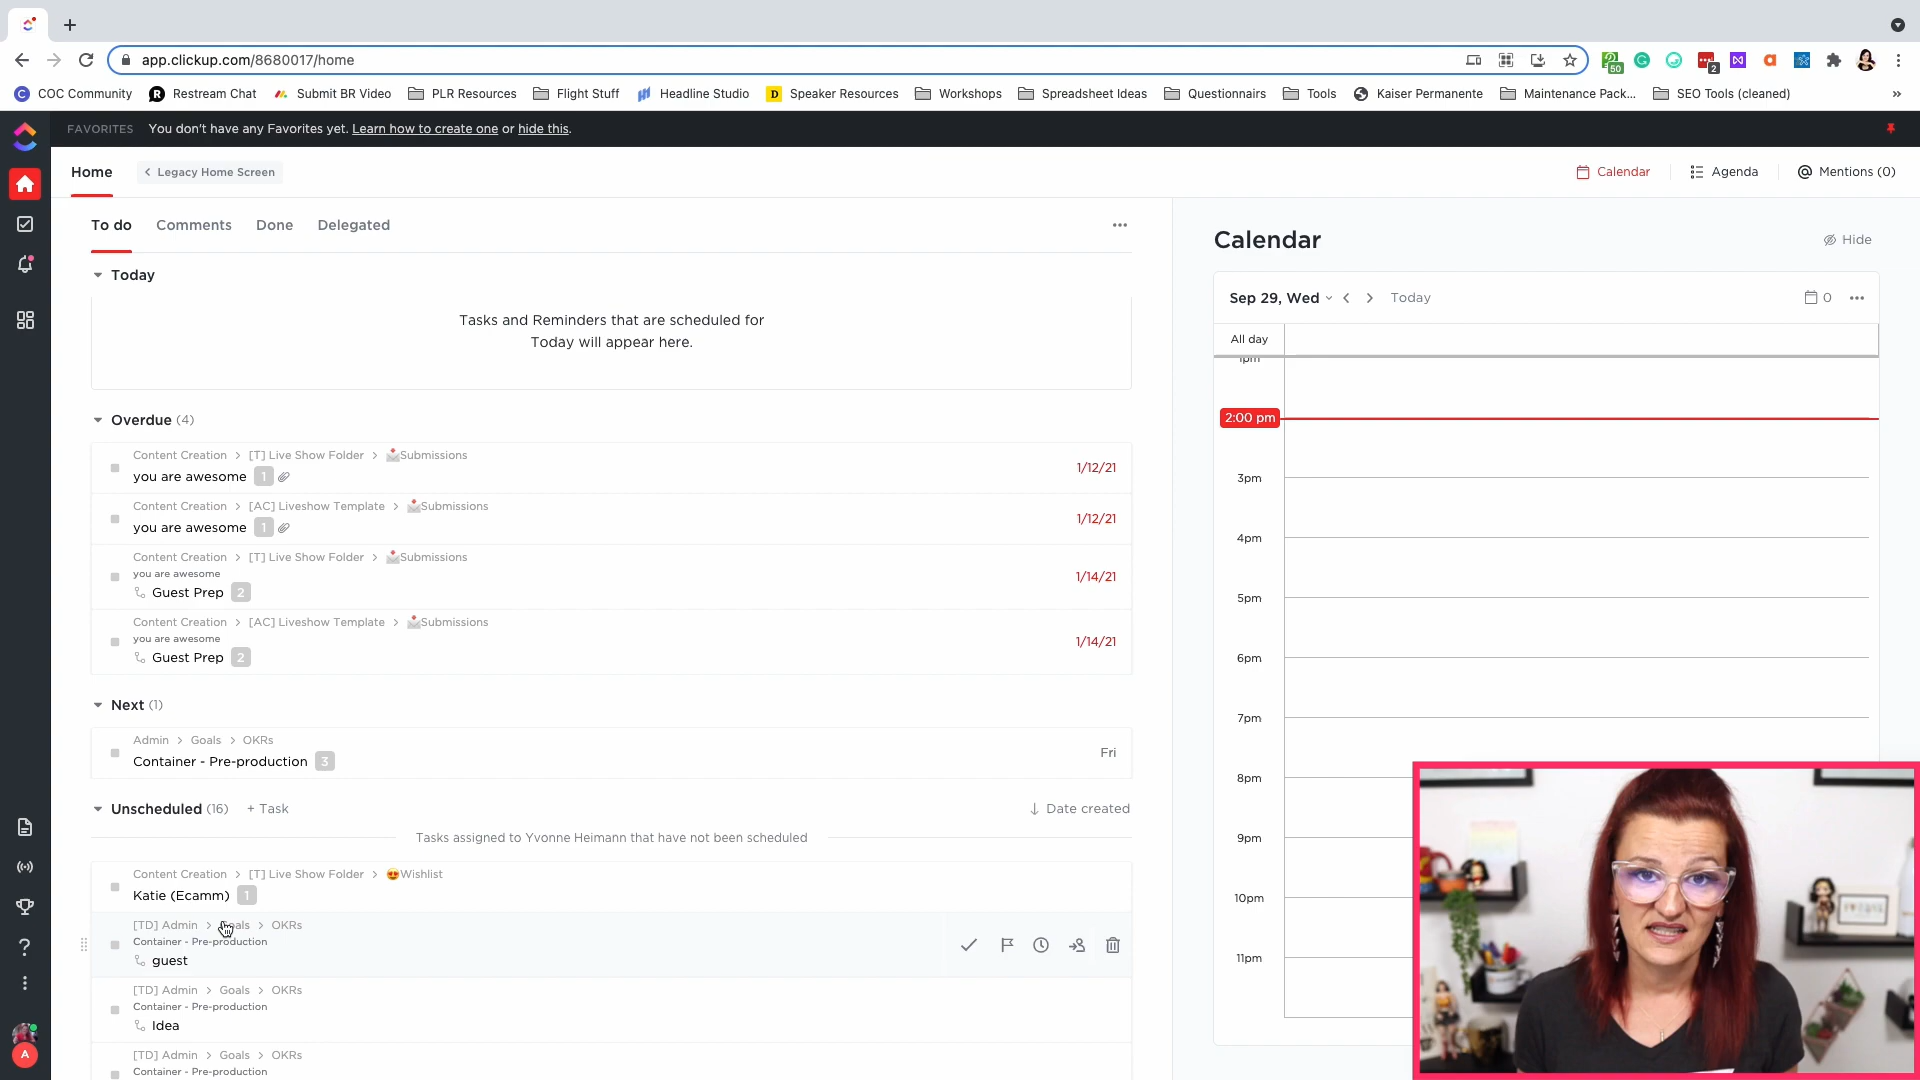 app.clickup.com/8680017/home
50
2
COC Community
Restream Chat
Submit BR Video
PLR Resources
Flight Stuff
Headline Studio
D
Speaker Resources
Workshops
Spreadsheet Ideas
Questionnairs
Tools
Kaiser Permanente
Maintenance Pack...
SEO Tools (cleaned)
»
FAVORITES You don't have any Favorites yet. Learn how to create one or hide this.
Home
Legacy Home Screen
Calendar
Agenda
Mentions (0)
To do
Comments
Done
Delegated
Today
Tasks and Reminders that are scheduled for
Today will appear here.
Overdue (4)
Content Creation > [T] Live Show Folder > 📩Submissions
you are awesome 1
1/12/21
Content Creation > [AC] Liveshow Template > 📩Submissions
you are awesome 1
1/12/21
Content Creation > [T] Live Show Folder > 📩Submissions
you are awesome
Guest Prep 2
1/14/21
Content Creation > [AC] Liveshow Template > 📩Submissions
you are awesome
Guest Prep 2
1/14/21
Next (1)
Admin > Goals > OKRs
Container - Pre-production 3
Fri
Unscheduled (16) + Task
Date created
Tasks assigned to Yvonne Heimann that have not been scheduled
Content Creation > [T] Live Show Folder > 😍Wishlist
Katie (Ecamm) 1
[TD] Admin > Goals > OKRs
Container - Pre-production
guest
[TD] Admin > Goals > OKRs
Container - Pre-production
Idea
[TD] Admin > Goals > OKRs
Container - Pre-production
A
Calendar
Hide
Sep 29, Wed
Today
0
All day
1pm
2:00 pm
3pm
4pm
5pm
6pm
7pm
8pm
9pm
10pm
11pm